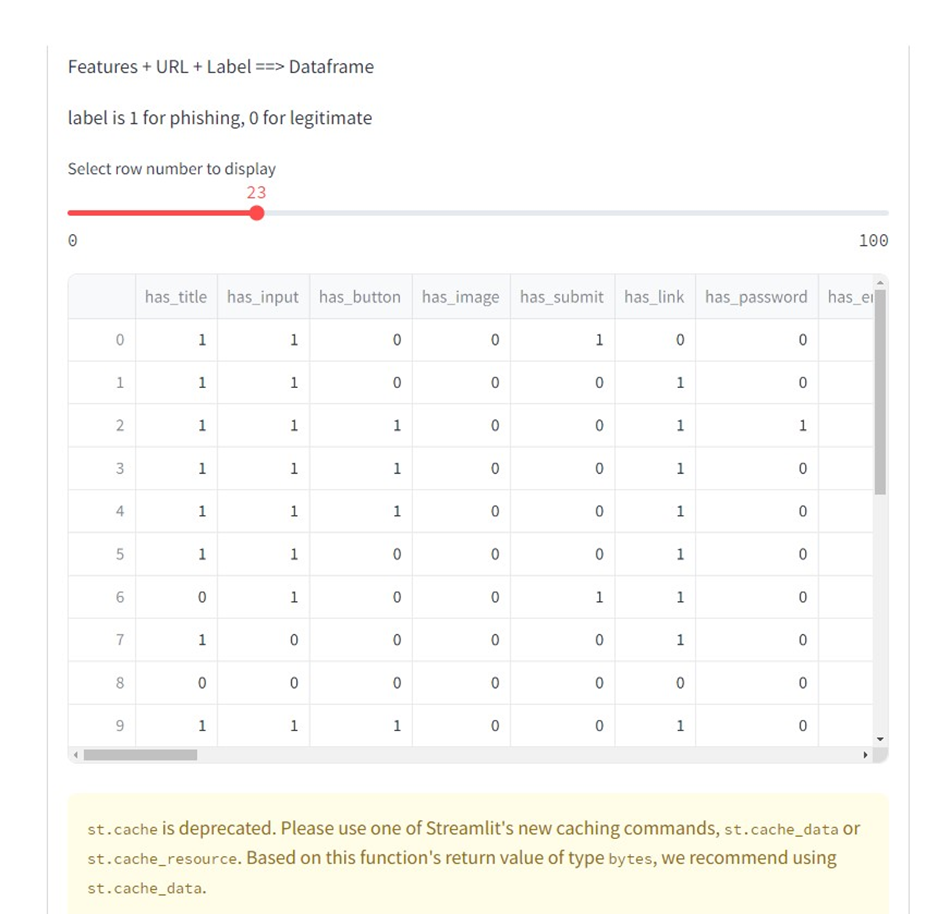 Features + URL + Label ==> Dataframe
label is 1 for phishing, 0 for legitimate
Select row number to display
23
0 100
has_title has_input has_button has_image has_submit has_link has_password
0 1 1 0 0 1 0 0
1 1 1 0 0 0 1 0
2 1 1 1 0 0 1 1
3 1 1 1 0 0 1 0
4 1 1 1 0 0 1 0
5 1 1 0 0 0 1 0
6 0 1 0 0 1 1 0
7 1 0 0 0 0 1 0
8 0 0 0 0 0 0 0
9 1 1 1 0 0 1 0
st.cache is deprecated. Please use one of Streamlit's new caching commands, st.cache_data or
st.cache_resource. Based on this function's return value of type bytes, we recommend using
st.cache_data.